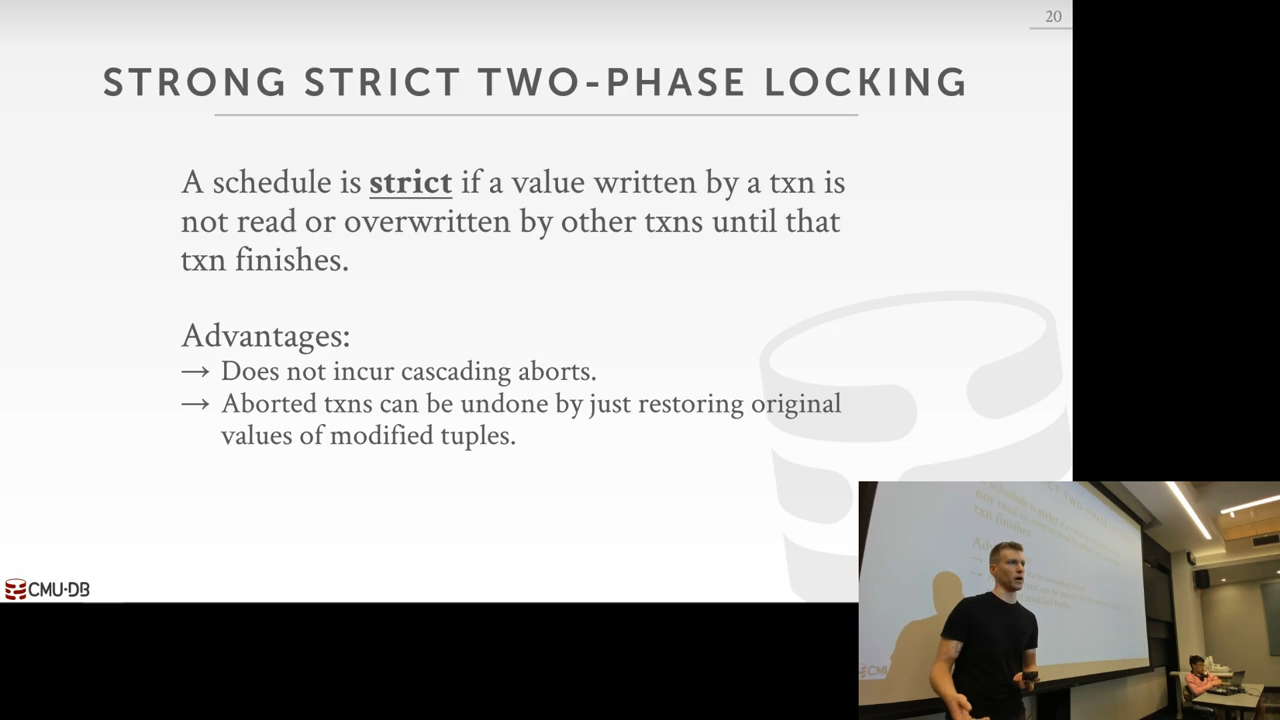 20
STRONG STRICT TWO-PHASE LOCKING
A schedule is strict if a value written by a txn is
not read or overwritten by other txns until that
txn finishes.
Advantages:
→ Does not incur cascading aborts.
→ Aborted txns can be undone by just restoring original
values of modified tuples.
CMU·DB